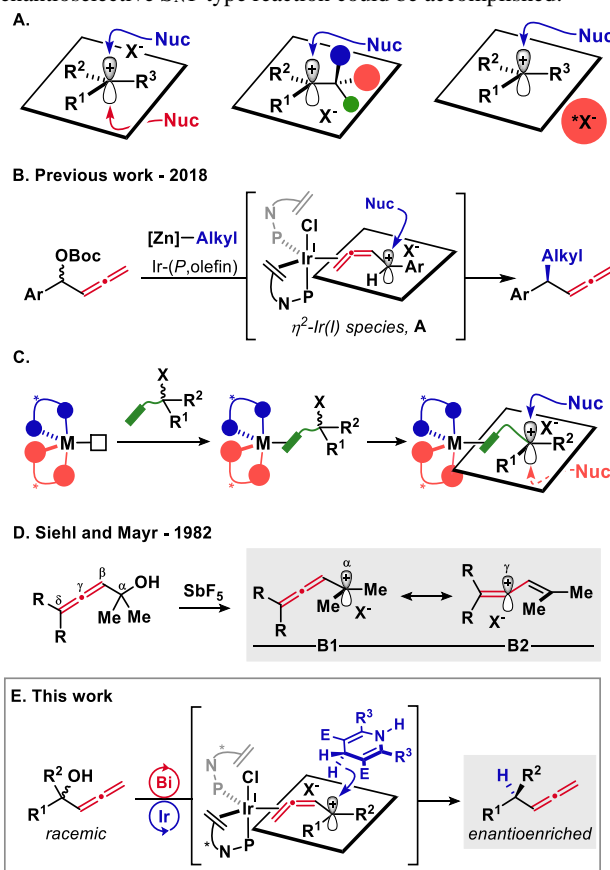 enantioselective SN1-type reaction could be accomplished.
A.
X- Nuc
R2 + R3
R1
Nuc
Nuc
R2 +
R1
X-
Nuc
R2 + R3
R1
*X-
B. Previous work - 2018
OBoc
Ar
[Zn]—Alkyl
Ir-(P,olefin)
N
P
Cl
IrI
N
P
Nuc
+ X-
H Ar
η2-Ir(I) species, A
Alkyl
Ar
C.
*
M
*
X
R2
R1
*
M
*
X
R2
R1
*
M
*
Nuc
+ X-
R1 R2
Nuc
D. Siehl and Mayr - 1982
R
R
δ γ β α
OH
Me Me
SbF5
R
R
α
+
Me Me
X-
B1
R
R
γ
+
X-
Me
Me
B2
E. This work
R2 OH
R1
racemic
Bi
Ir
N *
P
Cl
IrI
* N P
R3
E N H
H R3
H E
X-
+
R1 R2
H R2
R1
enantioenriched